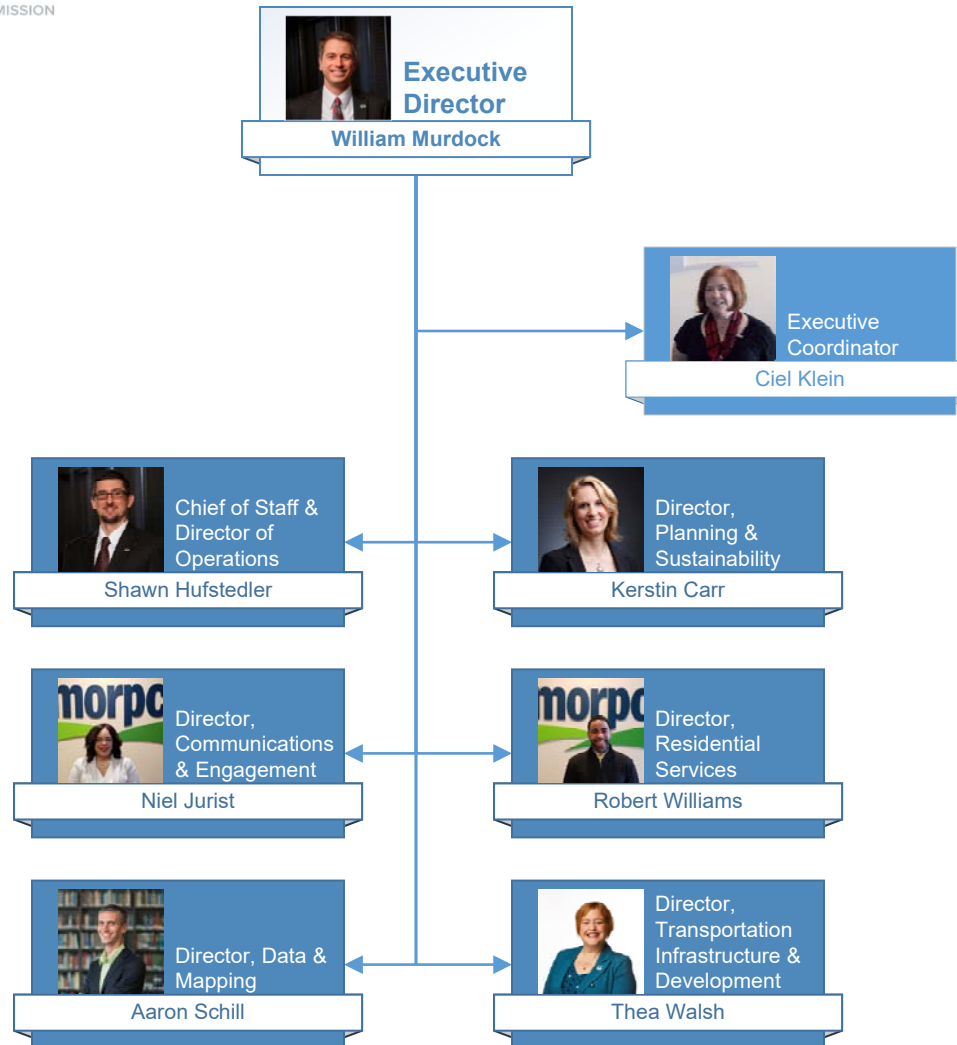 MISSION
Executive
Director
William Murdock
Executive
Coordinator
Ciel Klein
Chief of Staff &
Director of
Operations
Shawn Hufstedler
Director,
Planning &
Sustainability
Kerstin Carr
morpc
Director,
Communications
& Engagement
Niel Jurist
morpc
Director,
Residential
Services
Robert Williams
Director, Data &
Mapping
Aaron Schill
Director,
Transportation
Infrastructure &
Development
Thea Walsh